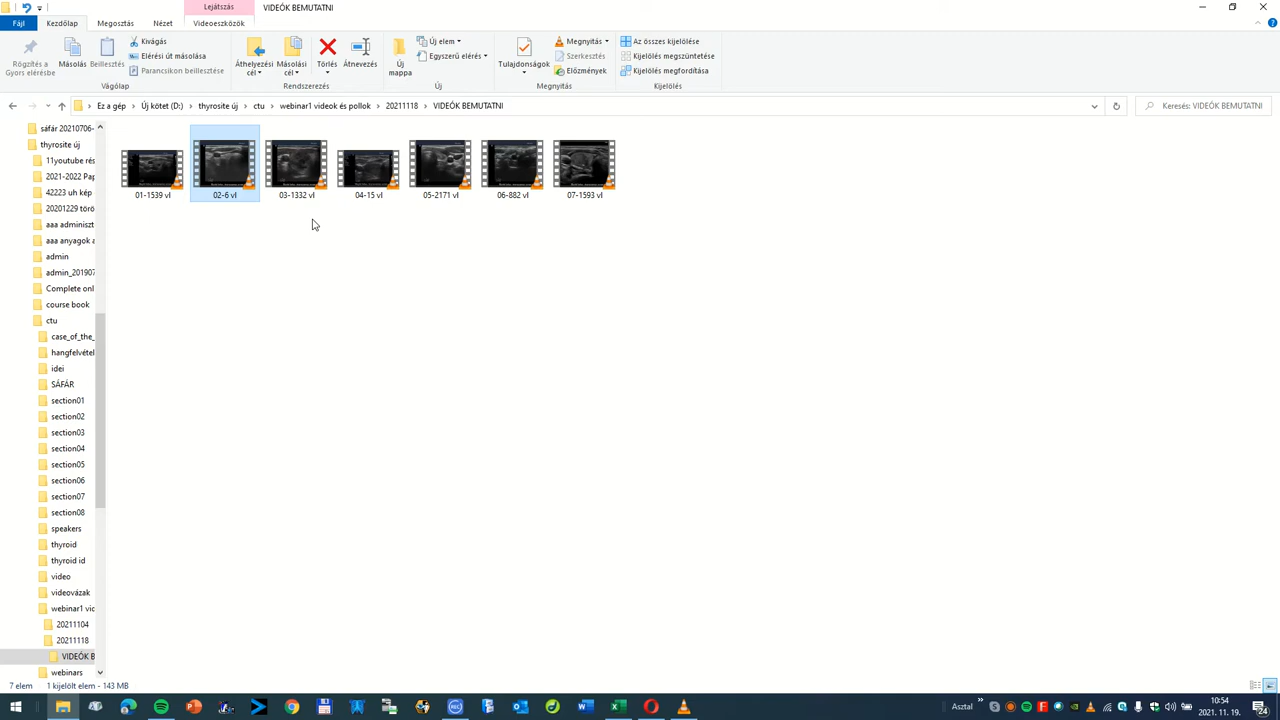 Lejátszás
VIDEÓK BEMUTATNI
Fájl
Kezdőlap
Megosztás
Nézet
Videoeszközök
Rögzítés a
Gyors elérésbe
Másolás
Beillesztés
Kivágás
Elérési út másolása
Parancsikon beillesztése
Vágólap
Áthelyezési
cél
Másolási
cél
Törlés
Átnevezés
Rendszerezés
Új
mappa
Új elem
Egyszerű elérés
Új
Tulajdonságok
Megnyitás
Szerkesztés
Előzmények
Megnyitás
Az összes kijelölése
Kijelölés megszüntetése
Kijelölés megfordítása
Kijelölés
Ez a gép › Új kötet (D:) › thyrosite új › ctu › webinar1 videok és pollok › 20211118 › VIDEÓK BEMUTATNI
Keresés: VIDEÓK BEMUTATNI
sáfár 20210706-
thyrosite új
11youtube rés
2021-2022 Pap
42223 uh kép
20201229 törö
aaa adminiszt
aaa anyagok a
admin
admin_201907
Complete onl
course book
ctu
case_of_the_
hangfelvétel
idei
SÁFÁR
section01
section02
section03
section04
section05
section06
section07
section08
speakers
thyroid
thyroid id
video
videovázak
webinar1 vid
20211104
20211118
VIDEÓK B
webinars
01-1539 vl
02-6 vl
03-1332 vl
04-15 vl
05-2171 vl
06-882 vl
07-1593 vl
7 elem
1 kijelölt elem - 143 MB
Asztal
10:54
2021. 11. 19.